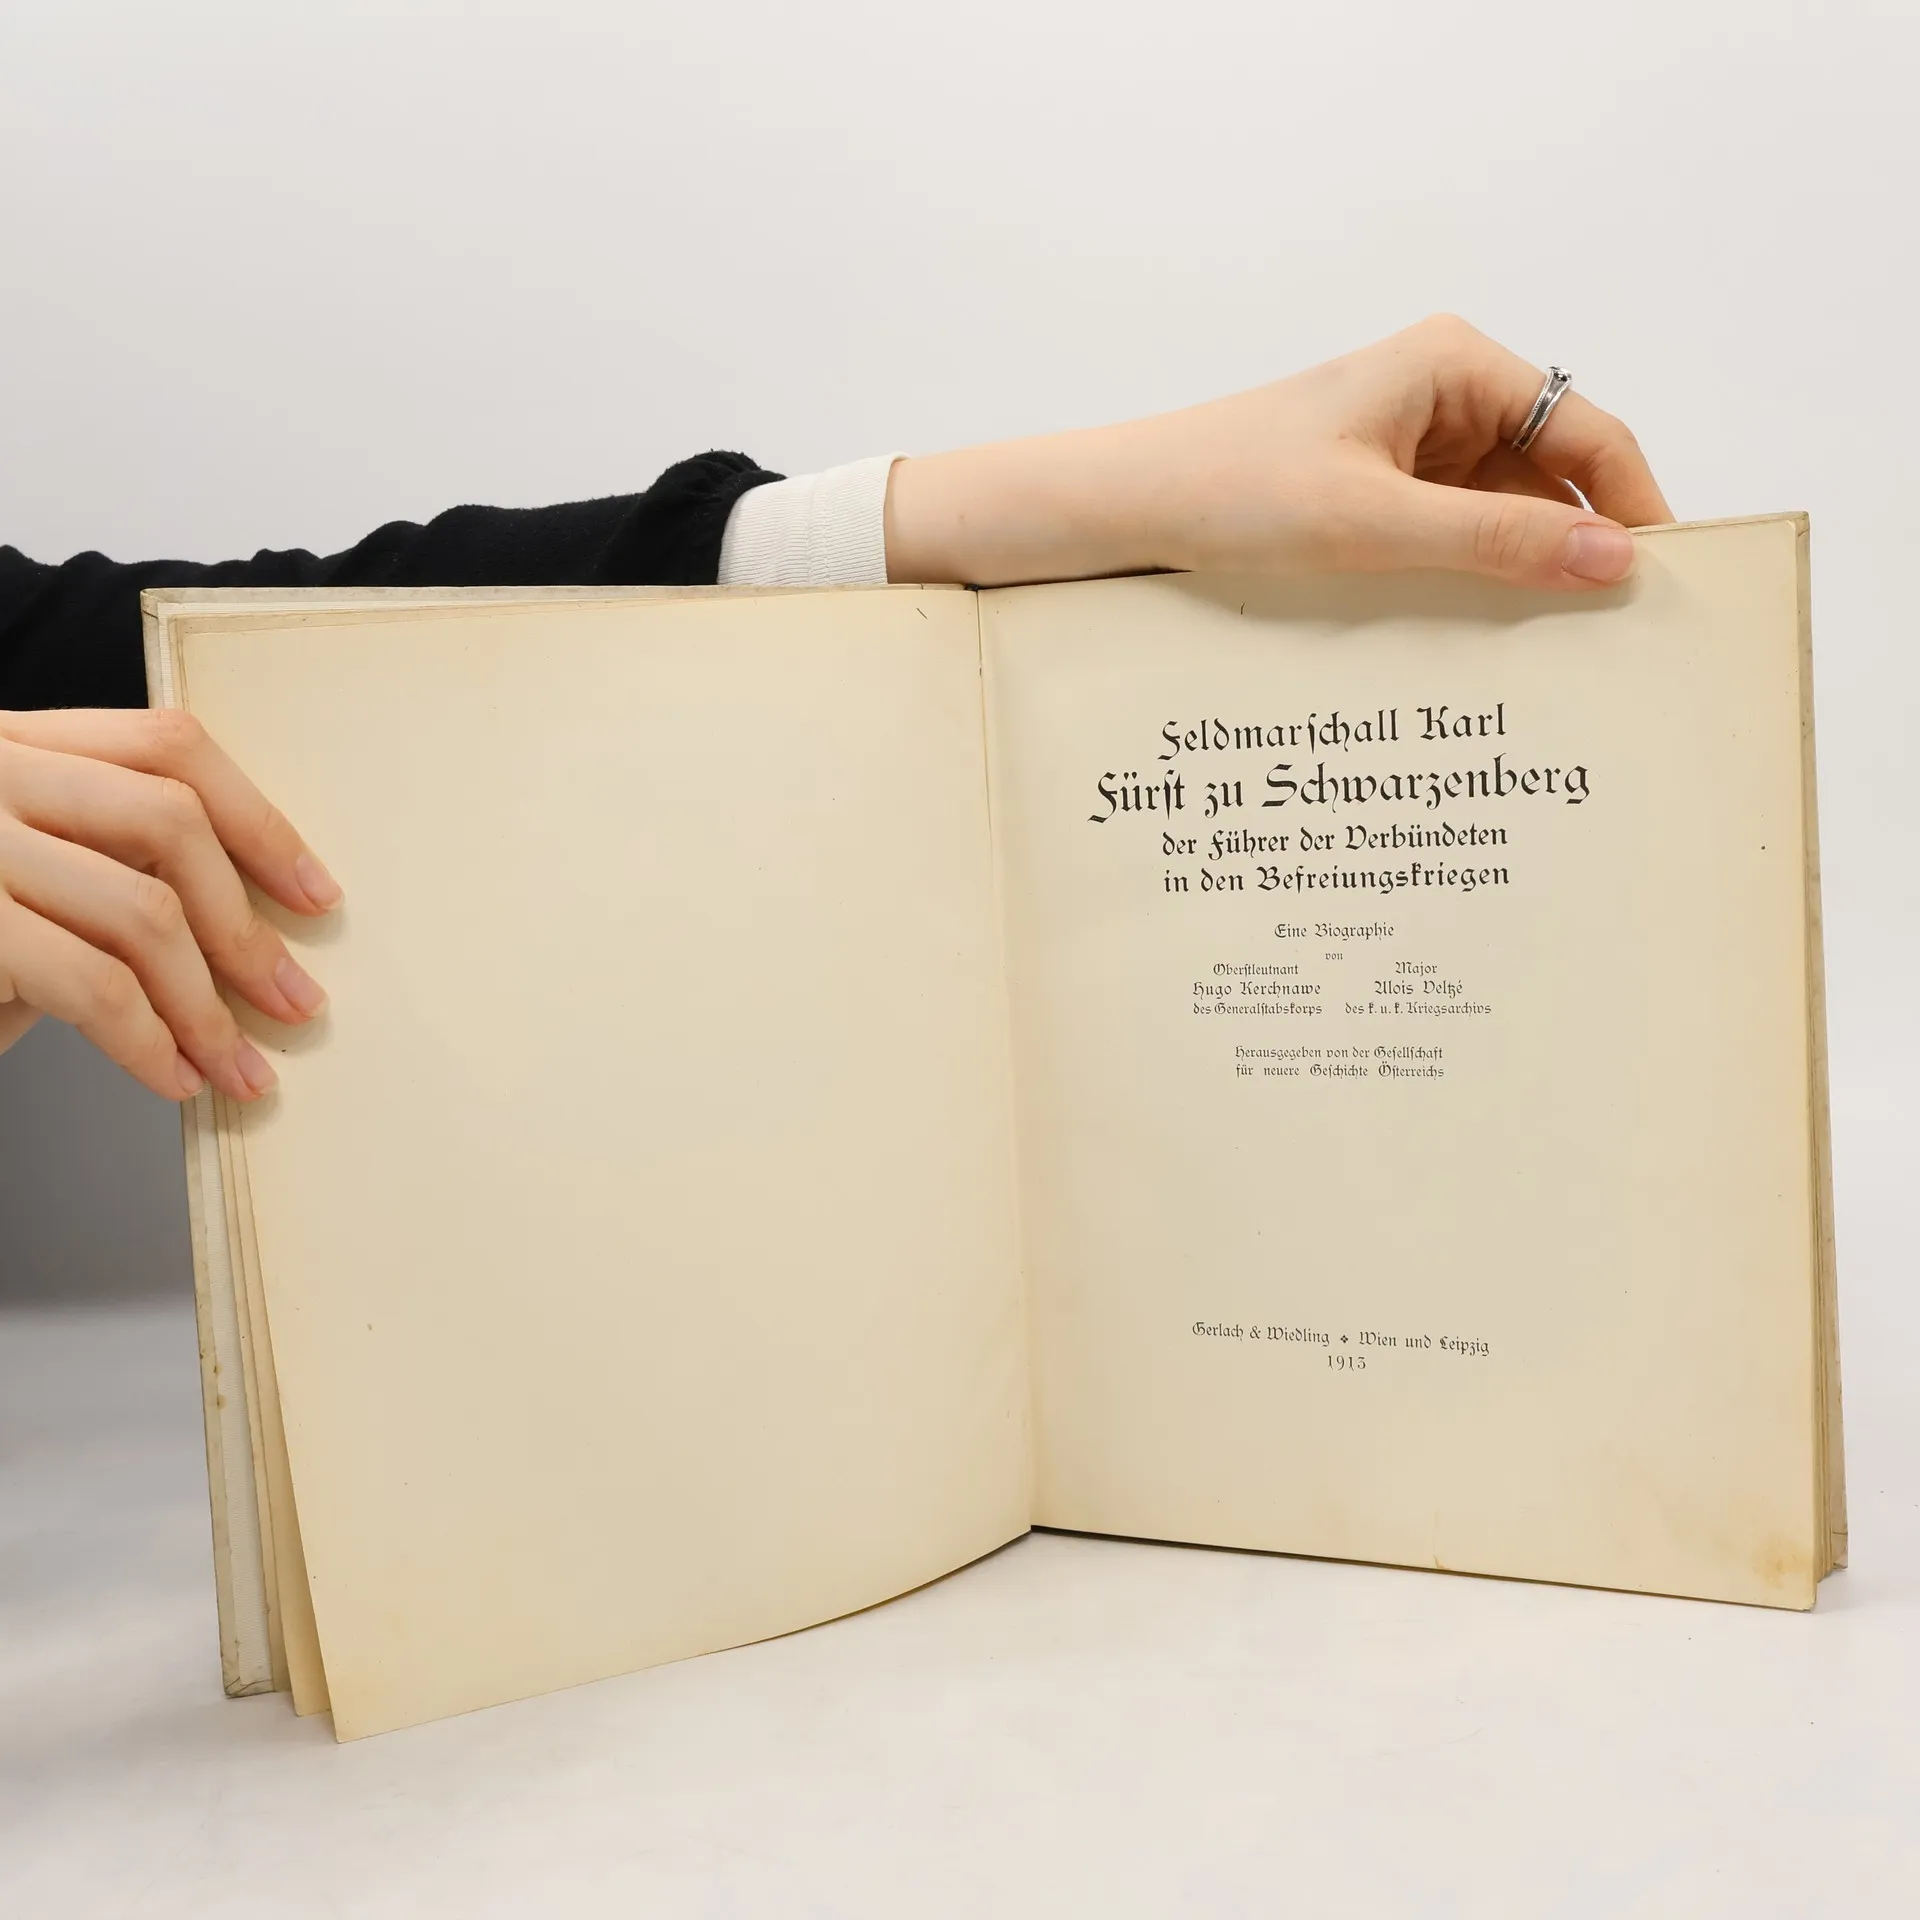 Feldmarſchall Karl
Fürſt zu Schwarzenberg
der Führer der Verbündeten
in den Befreiungskriegen
Eine Biographie
von
Oberſtleutnant Major
Hugo Kerchnawe Alois Veltzé
des Generalſtabskorps des k. u. k. Kriegsarchivs
Herausgegeben von der Geſellſchaft
für neuere Geſchichte Öſterreichs
Gerlach & Wiedling ❖ Wien und Leipzig
1913